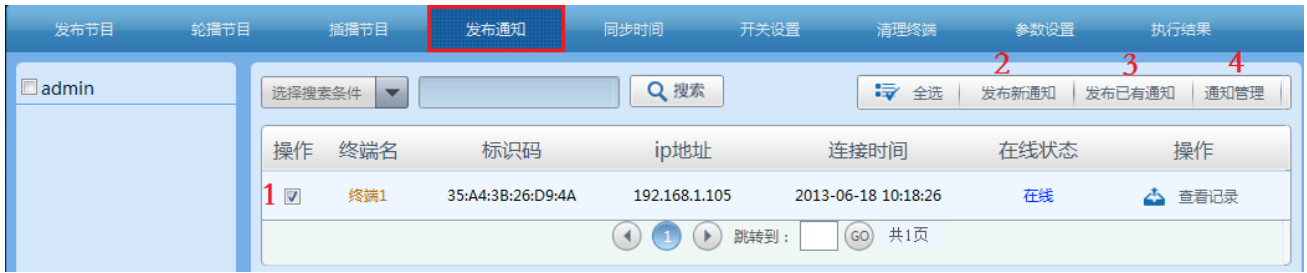 发布节目 轮播节目 插播节目 发布通知 同步时间 开关设置 清理终端 参数设置 执行结果
2 3 4
admin 选择搜索条件 搜索 全选 发布新通知 发布已有通知 通知管理
操作 终端名 标识码 ip地址 连接时间 在线状态 操作
1 终端1 35:A4:3B:26:D9:4A 192.168.1.105 2013-06-18 10:18:26 在线 查看记录
1 跳转到： GO 共1页